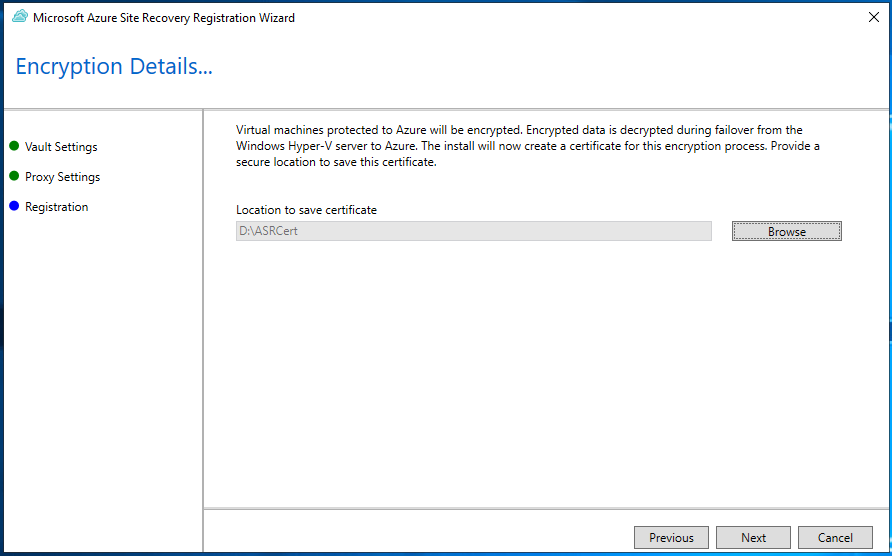 Microsoft Azure Site Recovery Registration Wizard
Encryption Details...
Vault Settings
Proxy Settings
Registration
Virtual machines protected to Azure will be encrypted. Encrypted data is decrypted during failover from the
Windows Hyper-V server to Azure. The install will now create a certificate for this encryption process. Provide a
secure location to save this certificate.
Location to save certificate
D:\ASRCert
Browse
Previous
Next
Cancel